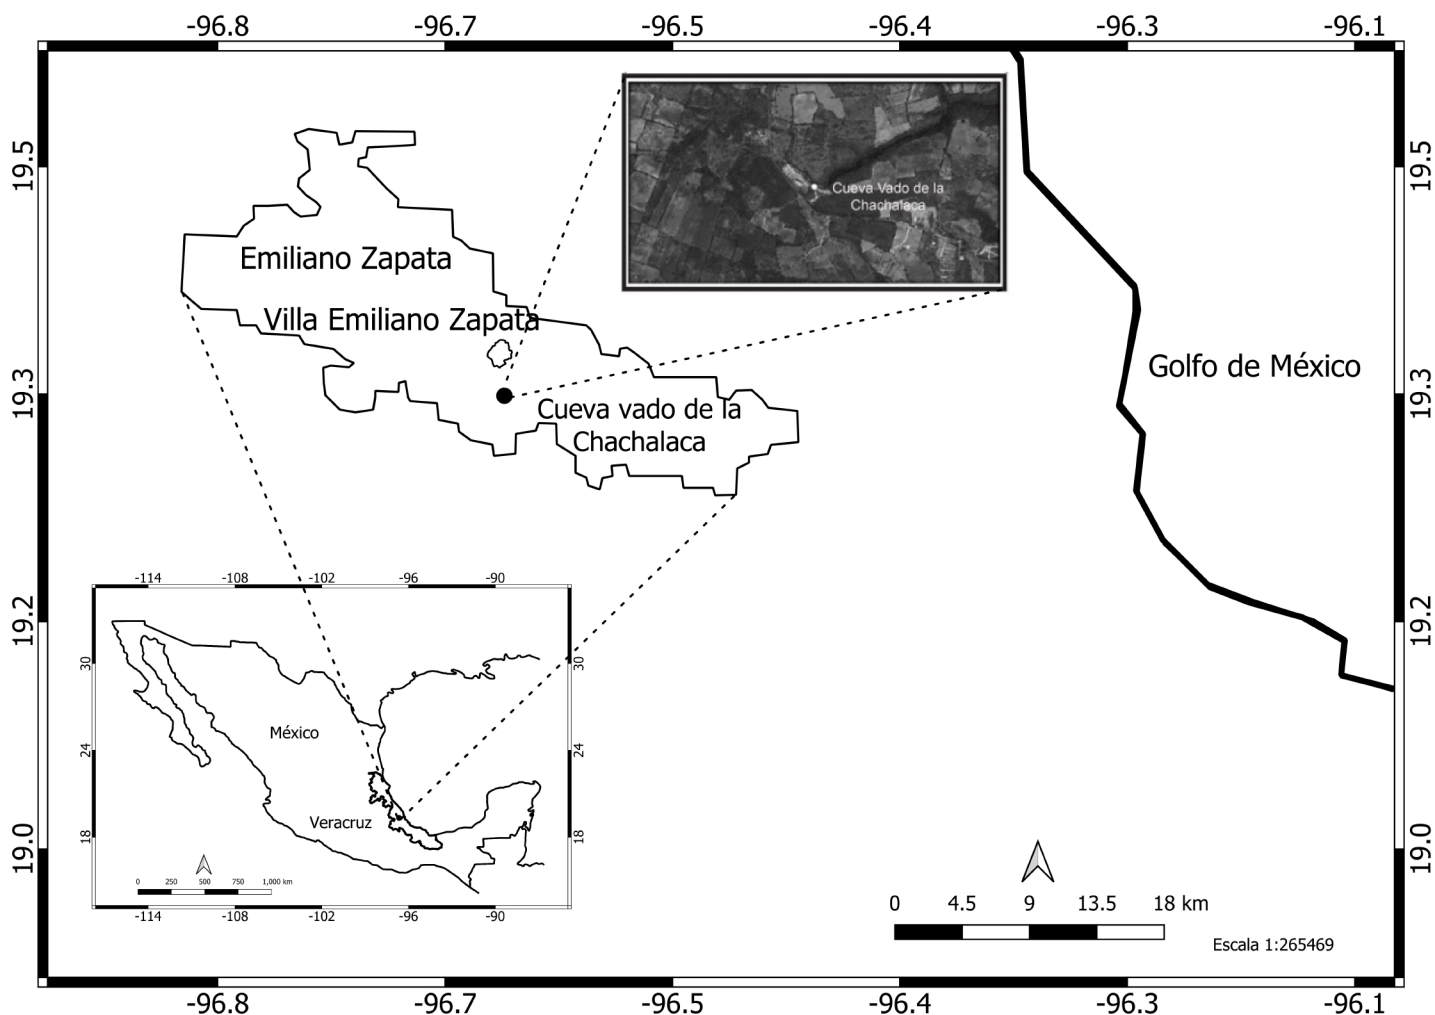 -96.8 -96.7 -96.5 -96.4 -96.3 -96.1
19.5
19.5
Cueva Vado de la
Chachalaca
Emiliano Zapata
Villa Emiliano Zapata
Golfo de México
19.3
19.3
Cueva vado de la
Chachalaca
-114 -108 -102 -96 -90
19.2
19.2
30
30
México
24
24
Veracruz
18
18
19.0
19.0
0 250 500 750 1,000 km
-114 -108 -102 -96 -90
0 4.5 9 13.5 18 km
Escala 1:265469
-96.8 -96.7 -96.5 -96.4 -96.3 -96.1